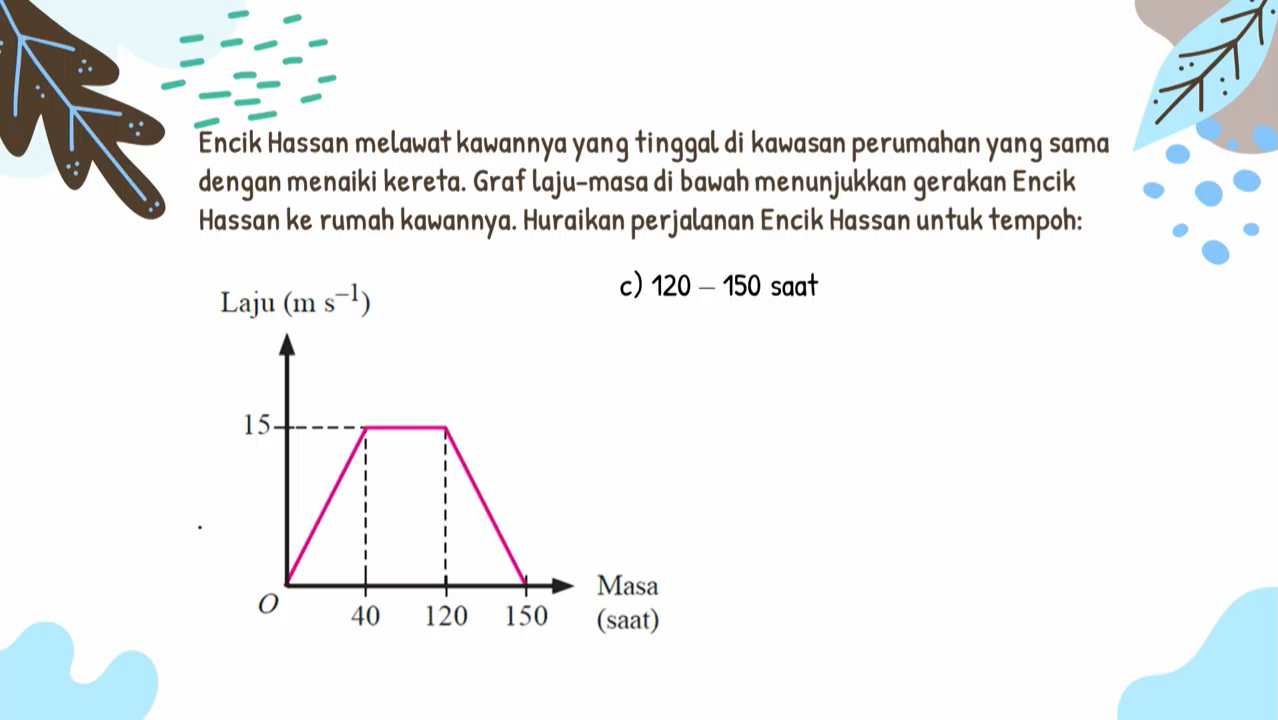 Encik Hassan melawat kawannya yang tinggal di kawasan perumahan yang sama
dengan menaiki kereta. Graf laju-masa di bawah menunjukkan gerakan Encik
Hassan ke rumah kawannya. Huraikan perjalanan Encik Hassan untuk tempoh:
c) 120 – 150 saat
Laju (m s⁻¹)
15
O
40 120 150
Masa
(saat)